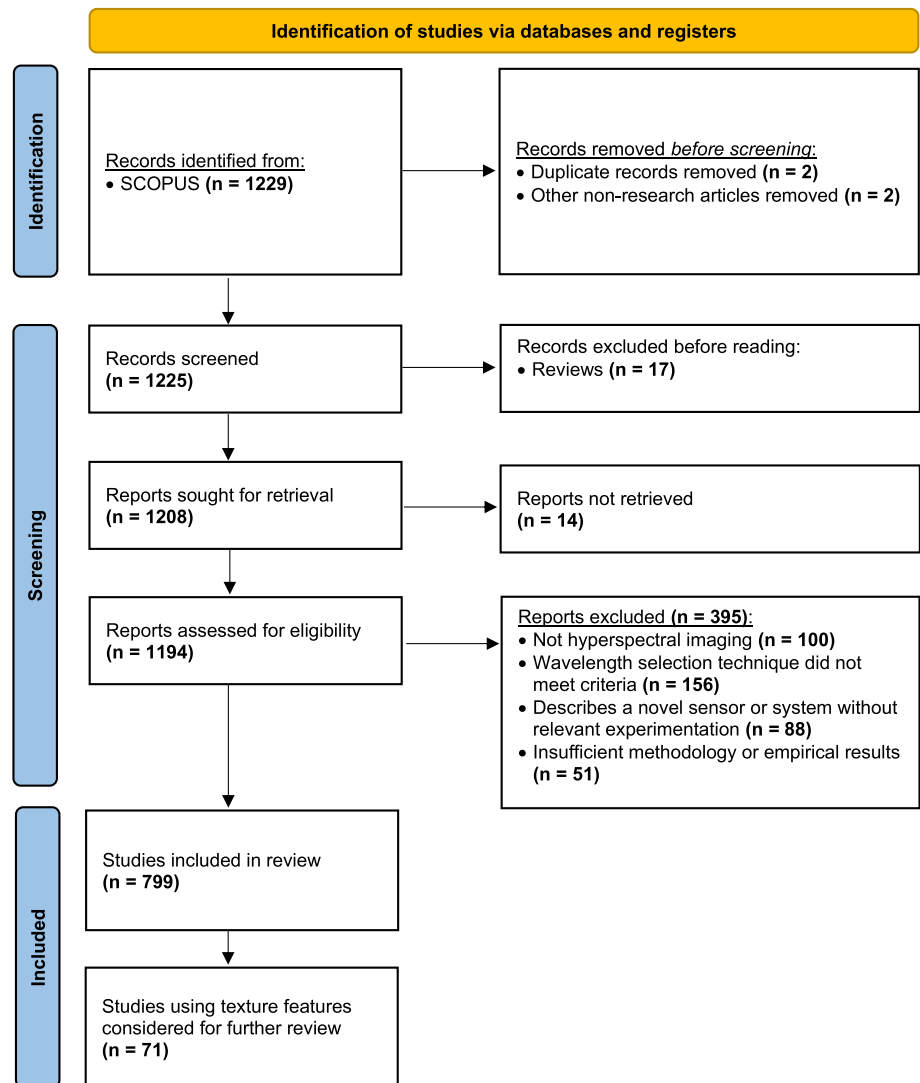 Identification of studies via databases and registers
Identification
Records identified from:
• SCOPUS (n = 1229)
Records removed before screening:
• Duplicate records removed (n = 2)
• Other non-research articles removed (n = 2)
Screening
Records screened
(n = 1225)
Records excluded before reading:
• Reviews (n = 17)
Reports sought for retrieval
(n = 1208)
Reports not retrieved
(n = 14)
Reports assessed for eligibility
(n = 1194)
Reports excluded (n = 395):
• Not hyperspectral imaging (n = 100)
• Wavelength selection technique did not
meet criteria (n = 156)
• Describes a novel sensor or system without
relevant experimentation (n = 88)
• Insufficient methodology or empirical results
(n = 51)
Included
Studies included in review
(n = 799)
Studies using texture features
considered for further review
(n = 71)